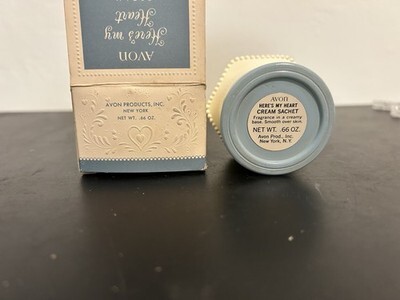 Heart
Here's my
AVON
AVON PRODUCTS, INC.
NEW YORK
NET WT. .66 OZ.
AVON
HERE'S MY HEART
CREAM SACHET
Fragrance in a creamy
base. Smooth over skin.
NET WT. .66 OZ.
Avon Prod., Inc.
New York, N.Y.